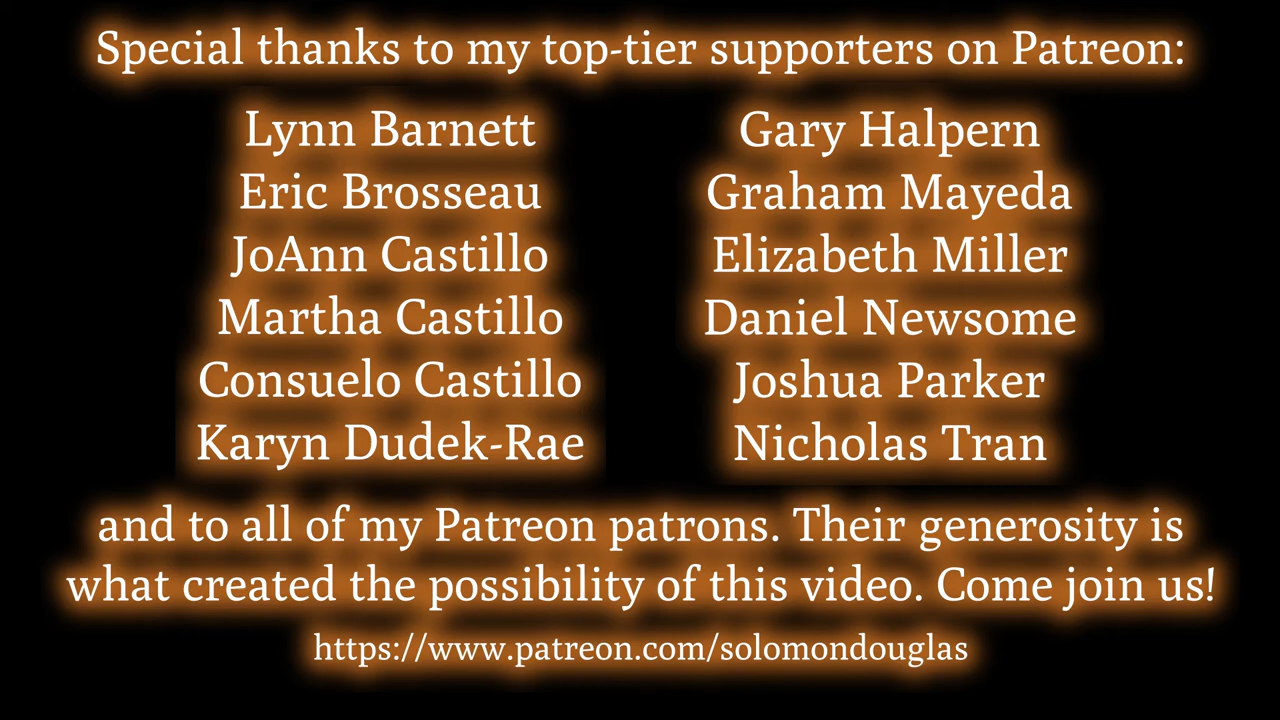 Special thanks to my top-tier supporters on Patreon:
Lynn Barnett
Eric Brosseau
JoAnn Castillo
Martha Castillo
Consuelo Castillo
Karyn Dudek-Rae
Gary Halpern
Graham Mayeda
Elizabeth Miller
Daniel Newsome
Joshua Parker
Nicholas Tran
and to all of my Patreon patrons. Their generosity is
what created the possibility of this video. Come join us!
https://www.patreon.com/solomondouglas